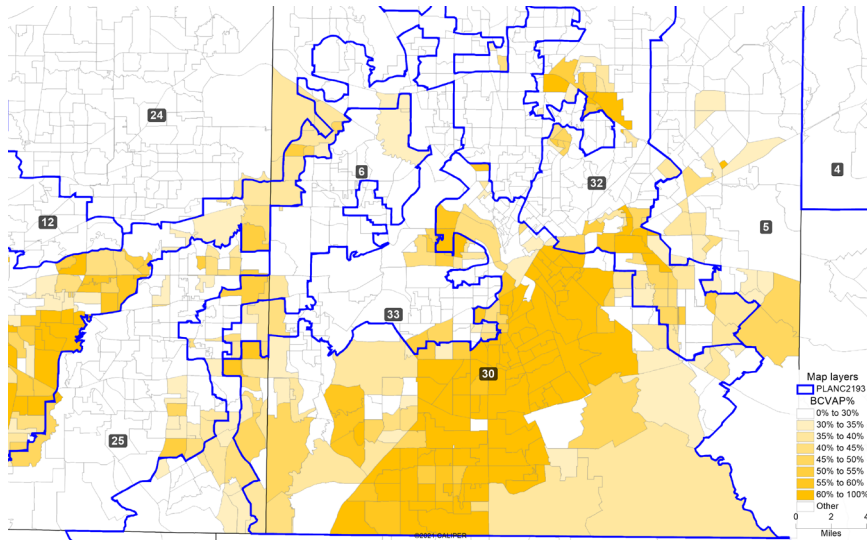 24
4
6
32
12
5
33
30
25
Map layers
PLANC2193
BCVAP%
0% to 30%
30% to 35%
35% to 40%
40% to 45%
45% to 50%
50% to 55%
55% to 60%
60% to 100%
Other
0 2 4
Miles
©2021 CALIPER